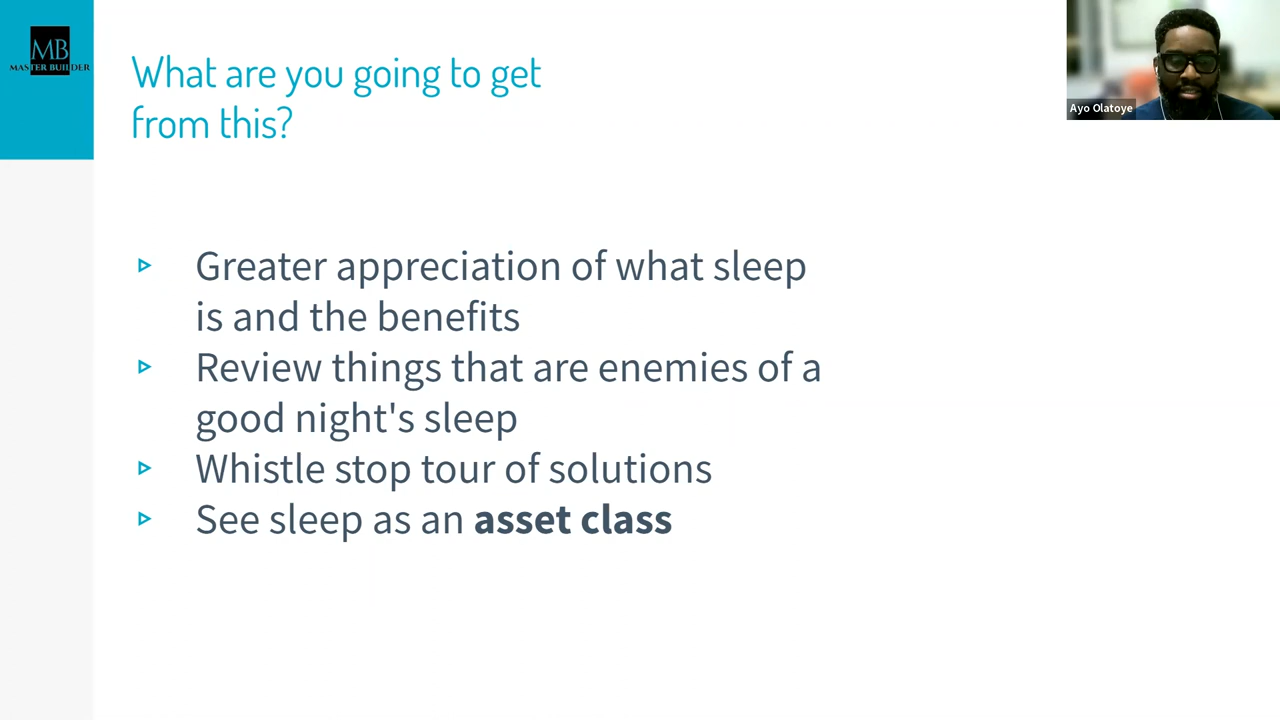 MB
MASTER BUILDER
What are you going to get
from this?
Ayo Olatoye
Greater appreciation of what sleep
is and the benefits
Review things that are enemies of a
good night's sleep
Whistle stop tour of solutions
See sleep as an asset class